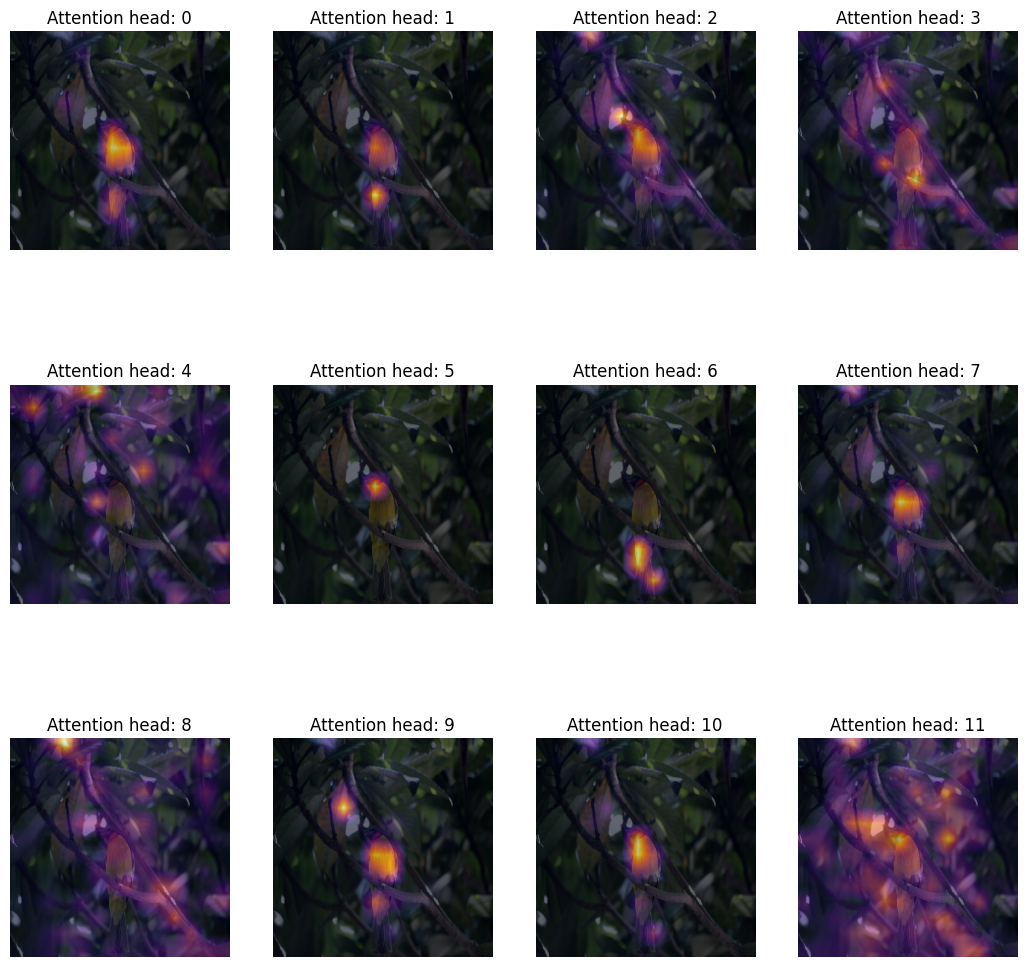 Attention head: 0
Attention head: 1
Attention head: 2
Attention head: 3
Attention head: 4
Attention head: 5
Attention head: 6
Attention head: 7
Attention head: 8
Attention head: 9
Attention head: 10
Attention head: 11